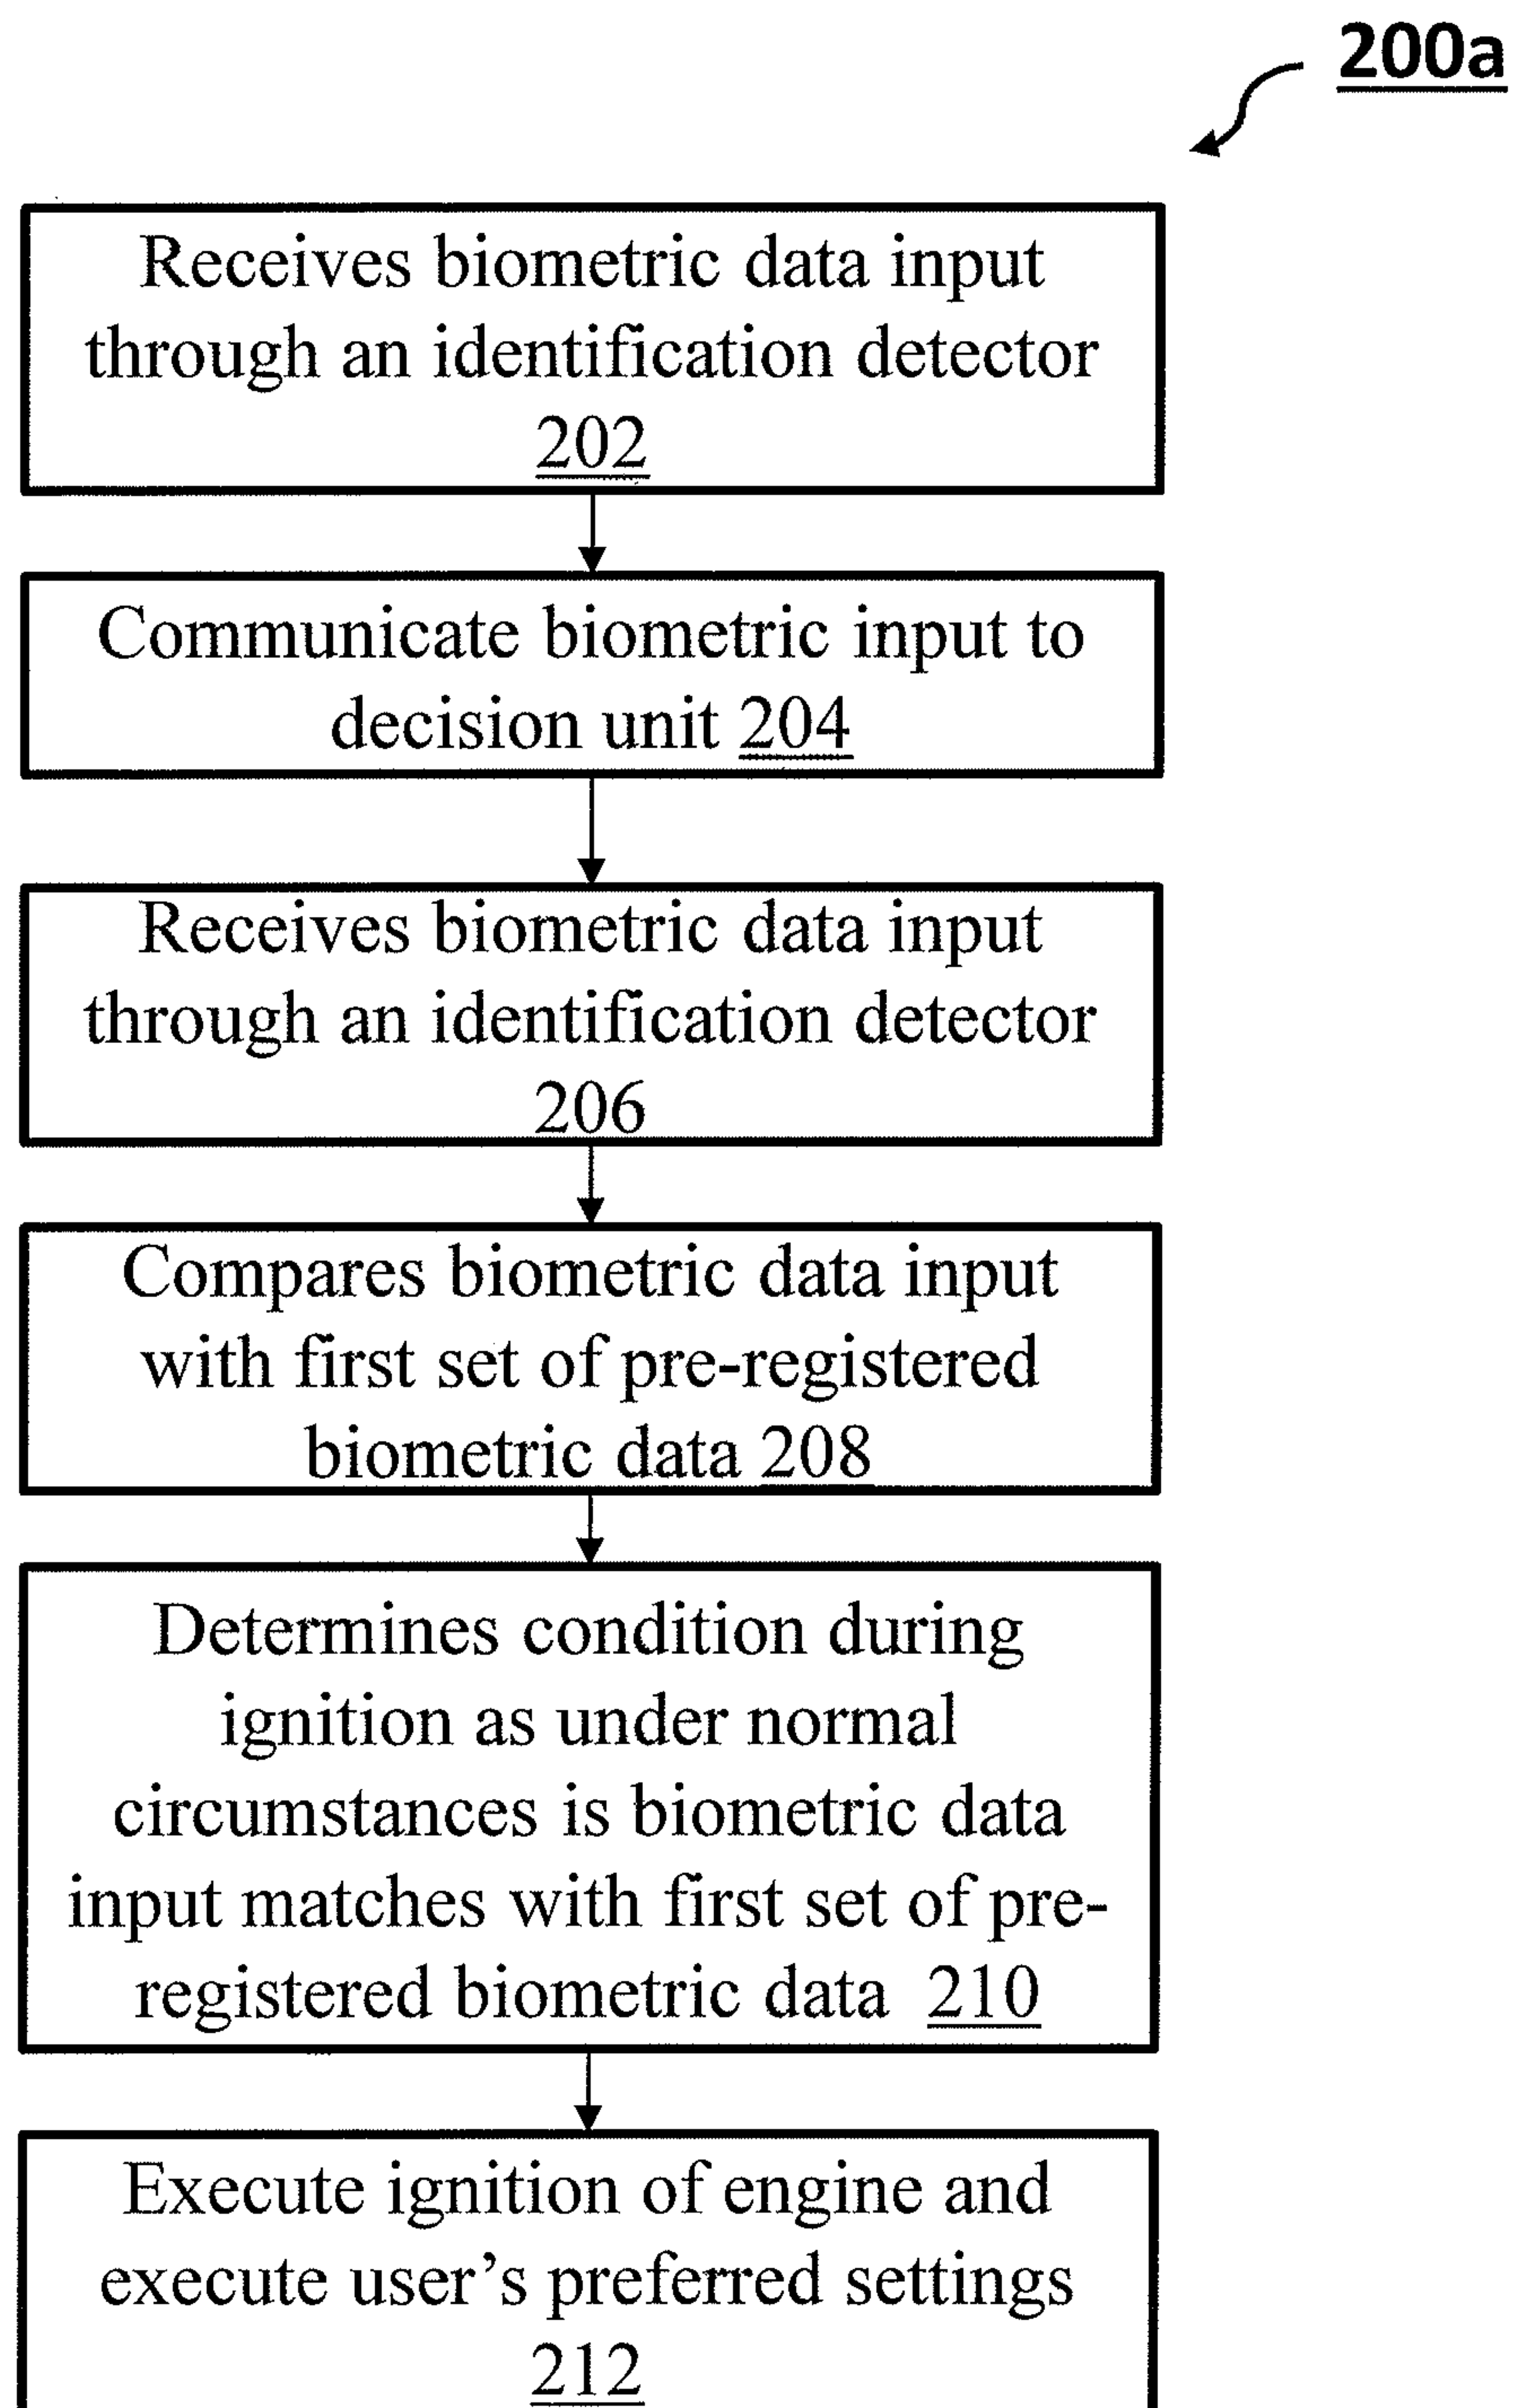 200a
Receives biometric data input
through an identification detector
202
Communicate biometric input to
decision unit 204
Receives biometric data input
through an identification detector
206
Compares biometric data input
with first set of pre-registered
biometric data 208
Determines condition during
ignition as under normal
circumstances is biometric data
input matches with first set of pre-
registered biometric data 210
Execute ignition of engine and
execute user’s preferred settings
212